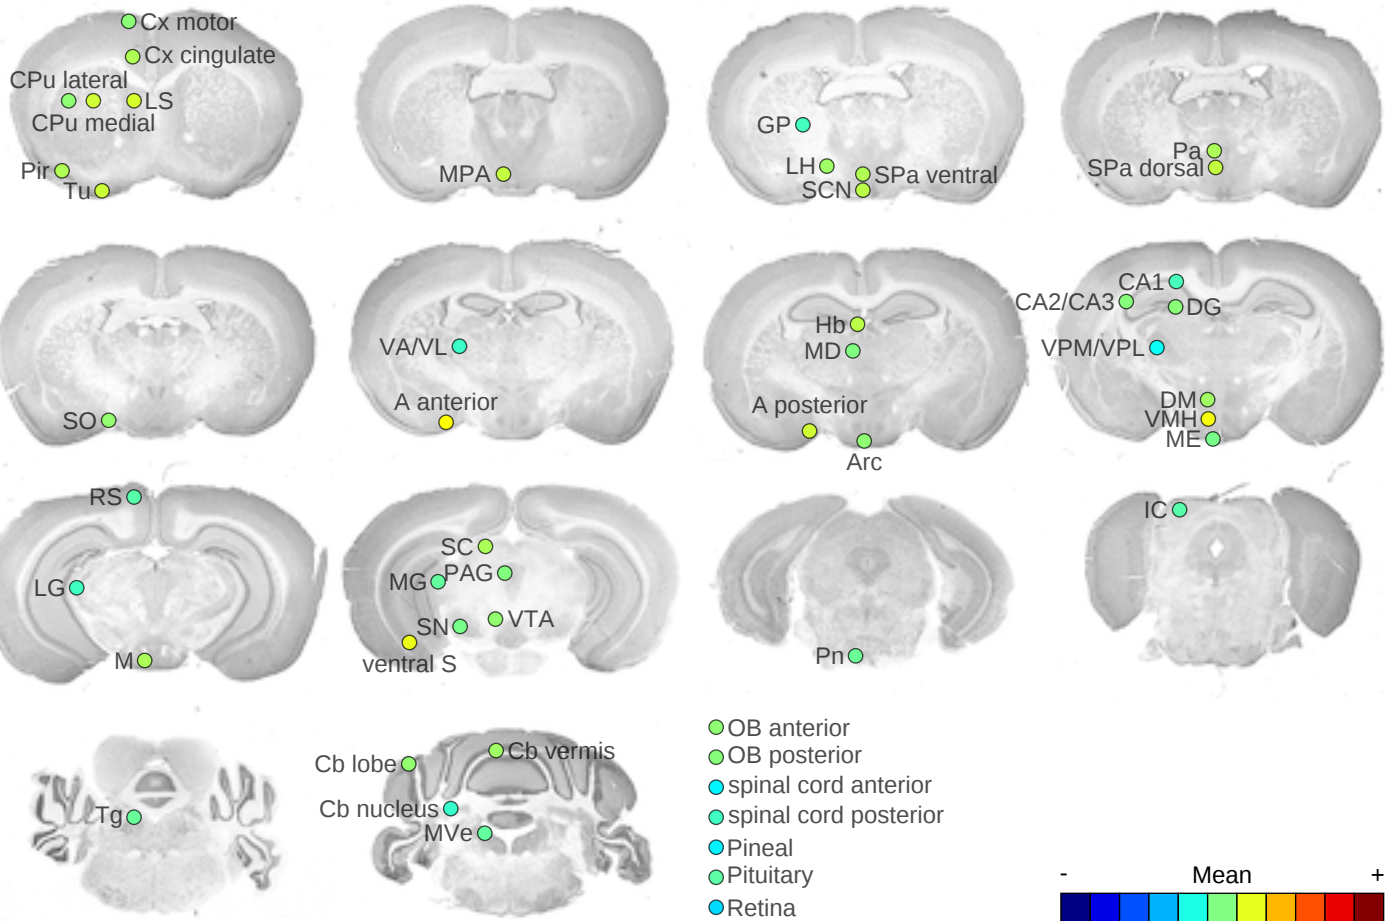 Cx motor
Cx cingulate
CPu lateral
LS
CPu medial
Pir
Tu
MPA
GP
LH
SPa ventral
SCN
Pa
SPa dorsal
SO
VA/VL
A anterior
Hb
MD
A posterior
Arc
CA1
CA2/CA3
DG
VPM/VPL
DM
VMH
ME
RS
LG
M
SC
MG
PAG
SN
VTA
ventral S
Pn
IC
Tg
Cb lobe
Cb vermis
Cb nucleus
MVe
OB anterior
OB posterior
spinal cord anterior
spinal cord posterior
Pineal
Pituitary
Retina
- Mean +